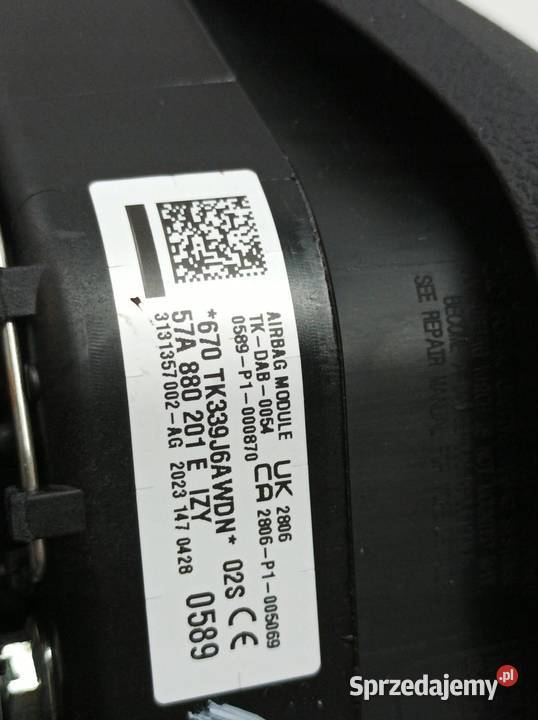 AIRBAG MODULE
TK-DAB-0054
0589-P1-000870
UK CA 2806
2806-P1-005069
*670 TK339J6AWDN* 02S CE
57A 880 201 E IZY 0589
3131357002-AG 2023 147 0428
SEE REPAIR
Sprzedajemy.pl